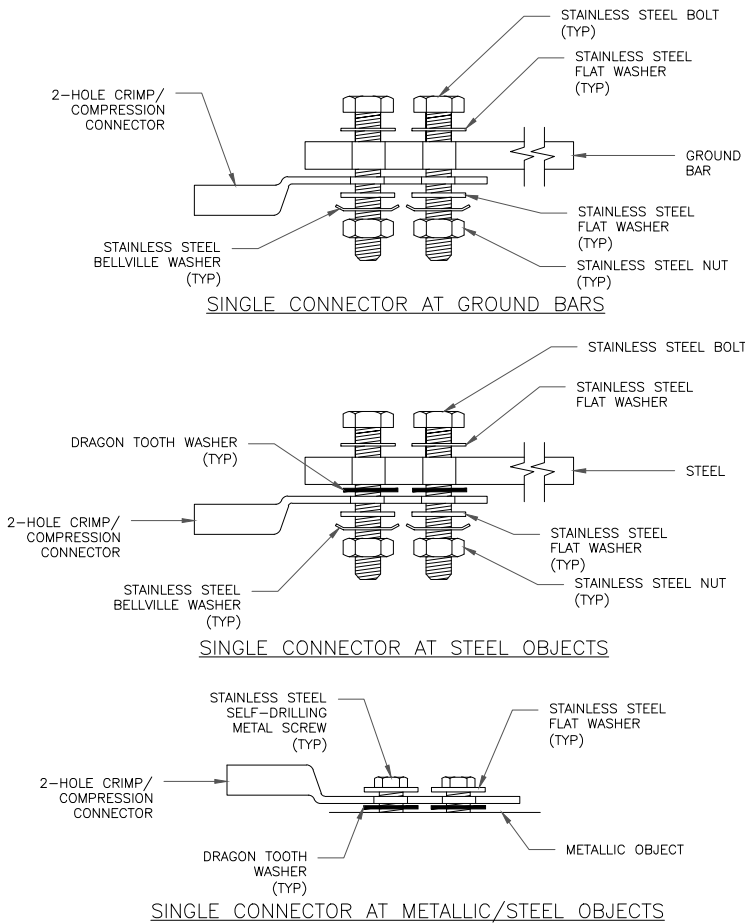 STAINLESS STEEL BOLT
(TYP)
STAINLESS STEEL
FLAT WASHER
(TYP)
2-HOLE CRIMP/
COMPRESSION
CONNECTOR
GROUND
BAR
STAINLESS STEEL
FLAT WASHER
(TYP)
STAINLESS STEEL
BELLVILLE WASHER
(TYP)
STAINLESS STEEL NUT
(TYP)
SINGLE CONNECTOR AT GROUND BARS
STAINLESS STEEL BOLT
STAINLESS STEEL
FLAT WASHER
DRAGON TOOTH WASHER
(TYP)
STEEL
2-HOLE CRIMP/
COMPRESSION
CONNECTOR
STAINLESS STEEL
FLAT WASHER
(TYP)
STAINLESS STEEL
BELLVILLE WASHER
(TYP)
STAINLESS STEEL NUT
(TYP)
SINGLE CONNECTOR AT STEEL OBJECTS
STAINLESS STEEL
SELF-DRILLING
METAL SCREW
(TYP)
STAINLESS STEEL
FLAT WASHER
(TYP)
2-HOLE CRIMP/
COMPRESSION
CONNECTOR
DRAGON TOOTH
WASHER
(TYP)
METALLIC OBJECT
SINGLE CONNECTOR AT METALLIC/STEEL OBJECTS